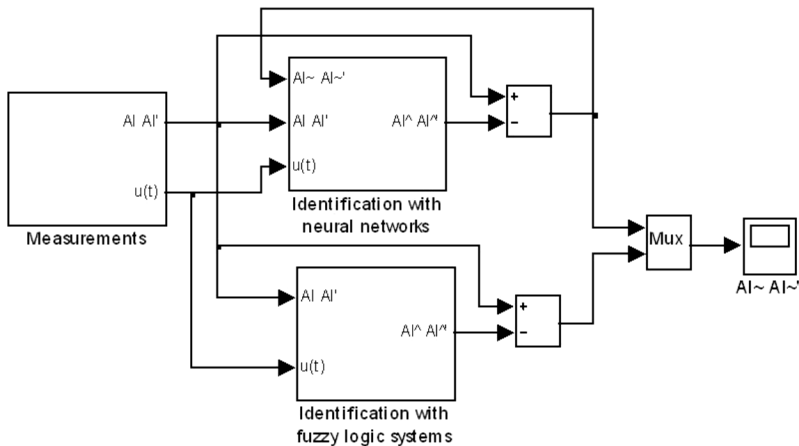 Al Al'
u(t)
Measurements
Al~ Al~'
Al Al'
u(t)
Al^ Al^'
Identification with
neural networks
+
−
Al Al'
u(t)
Al^ Al^'
Identification with
fuzzy logic systems
+
−
Mux
Al~ Al~'